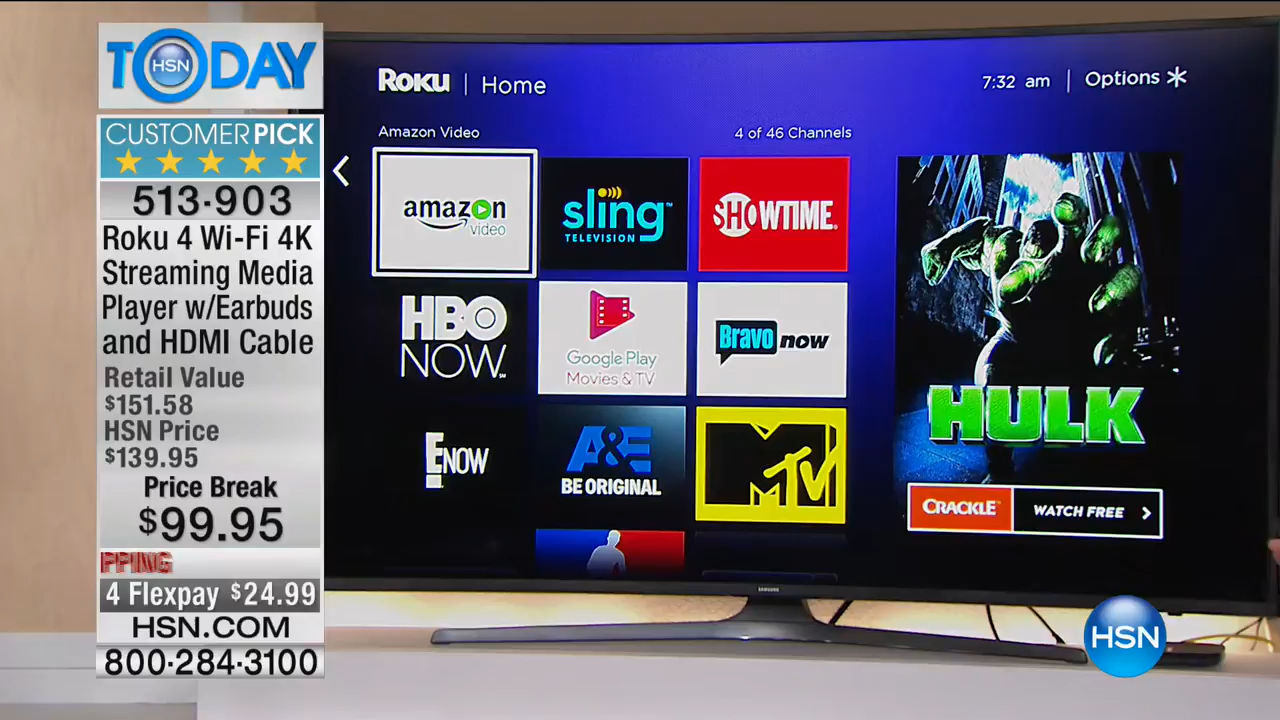 TODAY
HSN
CUSTOMER PICK
513-903
Roku 4 Wi-Fi 4K
Streaming Media
Player w/Earbuds
and HDMI Cable
Retail Value
$151.58
HSN Price
$139.95
Price Break
$99.95
PPING
4 Flexpay $24.99
HSN.COM
800-284-3100
ROKU | Home
7:32 am | Options
Amazon Video
4 of 46 Channels
amazon
video
sling™
TELEVISION
SHOWTIME®
HBO
NOW℠
Google Play
Movies & TV
Bravo now
E! NOW
A&E
BE ORIGINAL
MTV
HULK
CRACKLE
WATCH FREE >
SAMSUNG
HSN